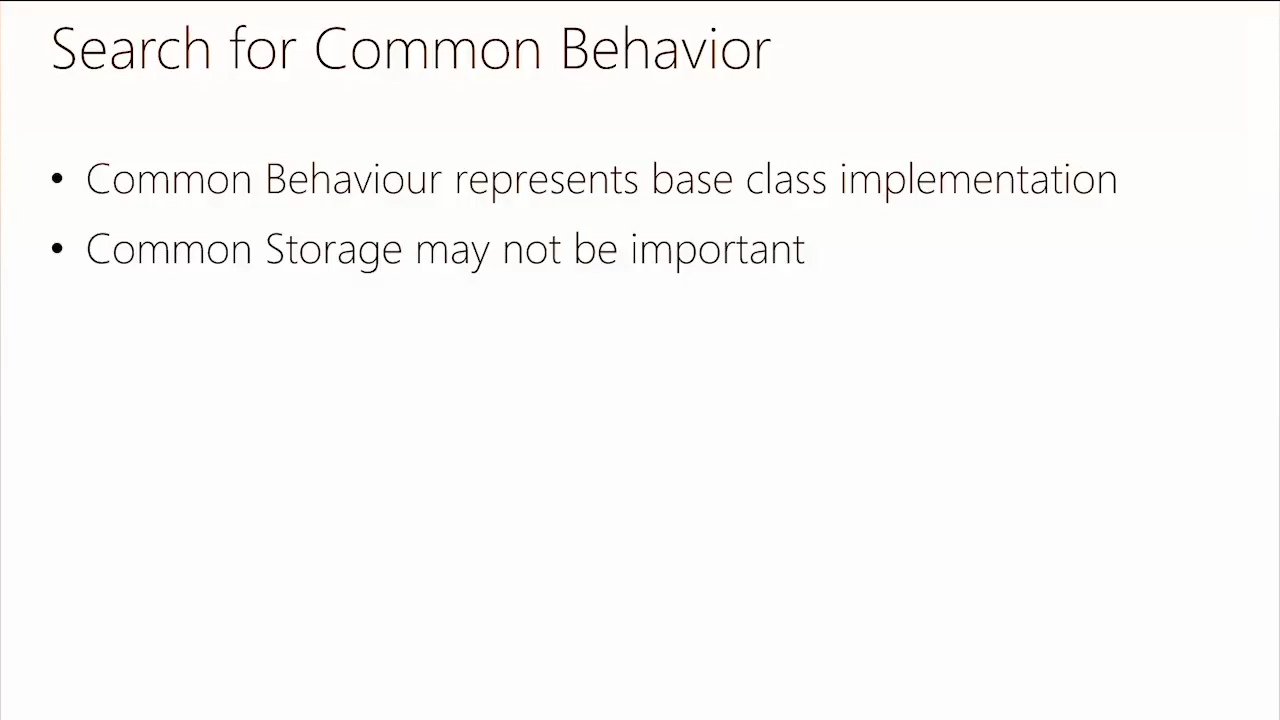 Search for Common Behavior
• Common Behaviour represents base class implementation
• Common Storage may not be important